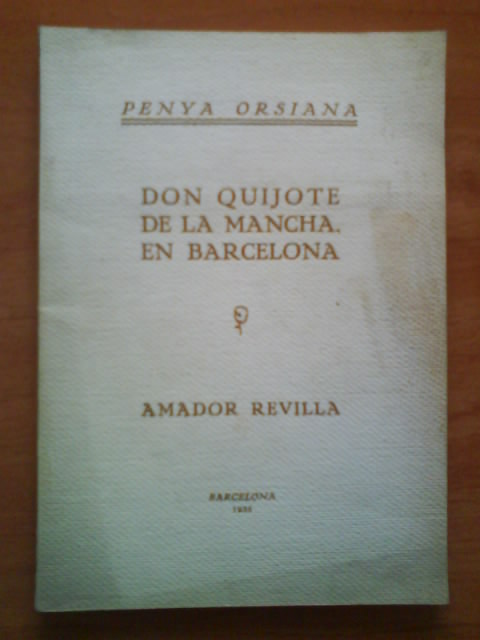 PENYA ORSIANA
DON QUIJOTE
DE LA MANCHA,
EN BARCELONA
AMADOR REVILLA
BARCELONA